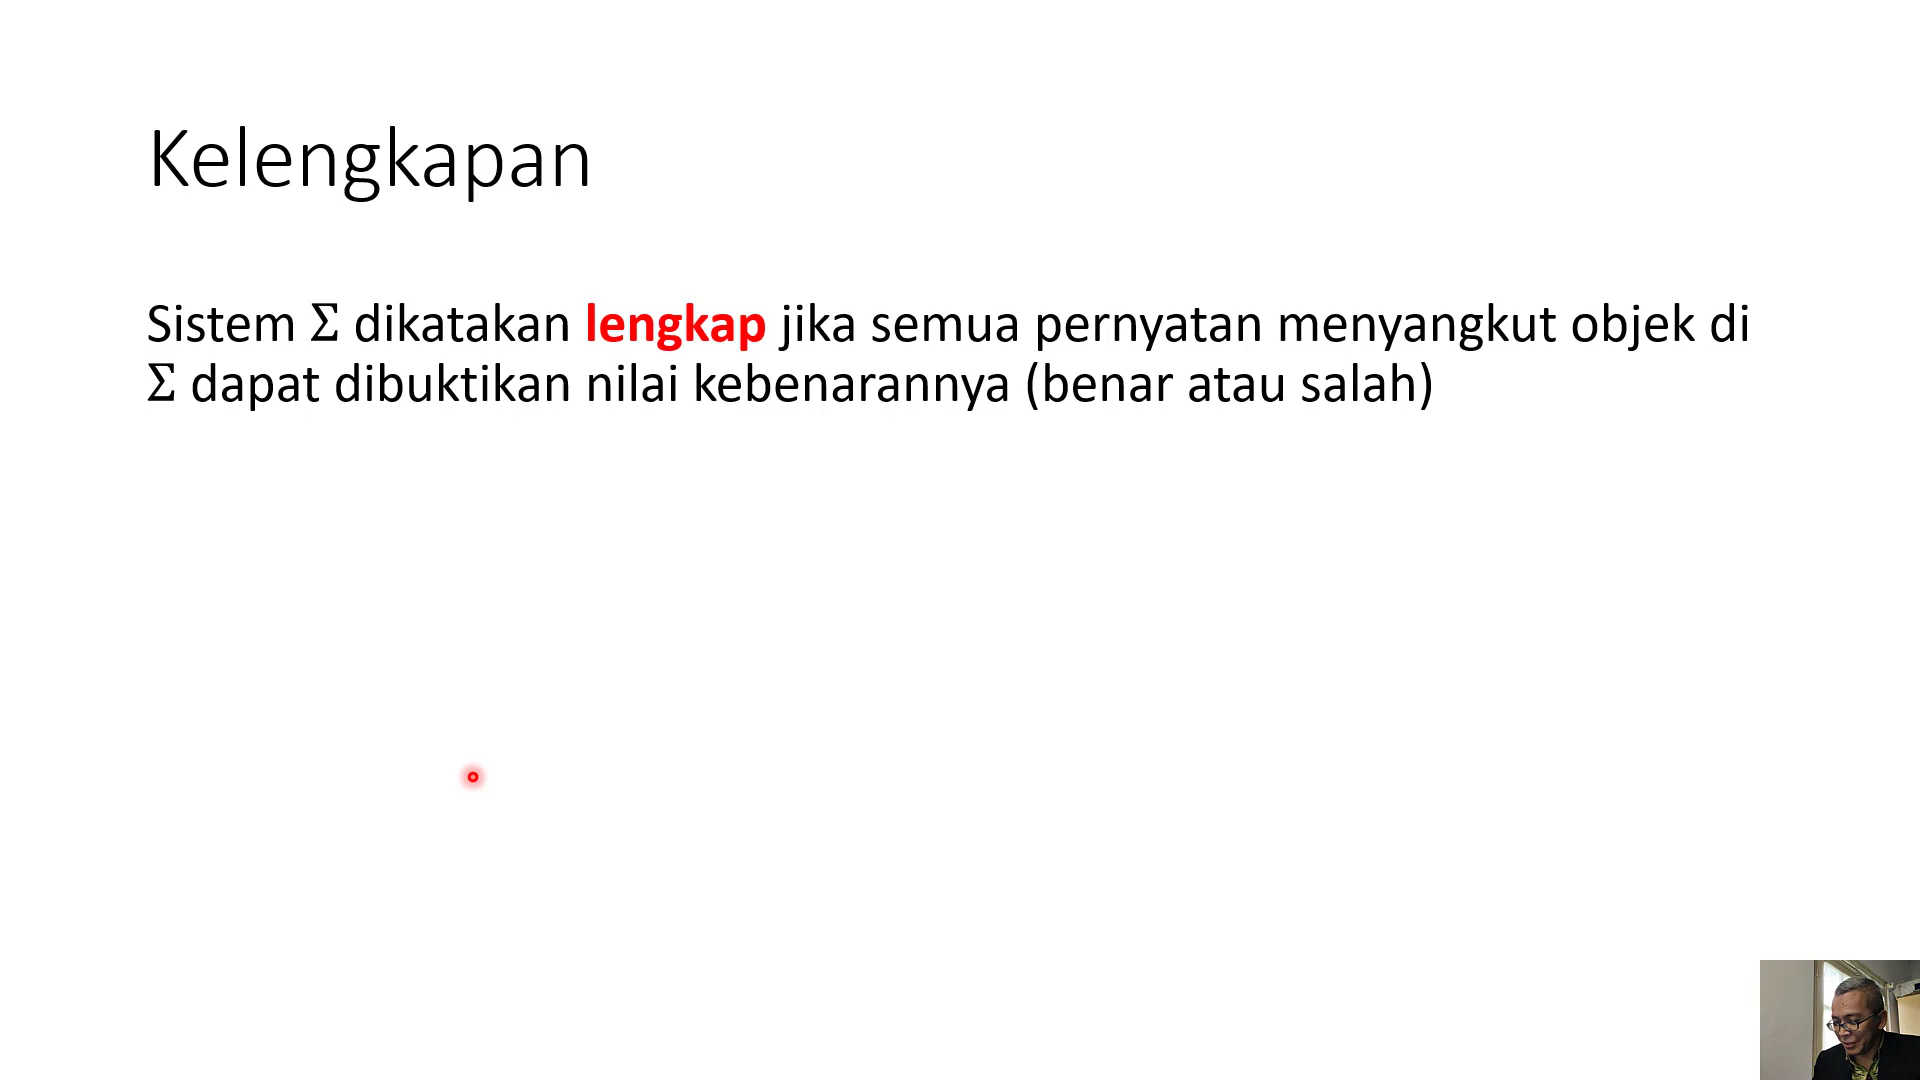 Kelengkapan
Sistem Σ dikatakan lengkap jika semua pernyatan menyangkut objek di
Σ dapat dibuktikan nilai kebenarannya (benar atau salah)